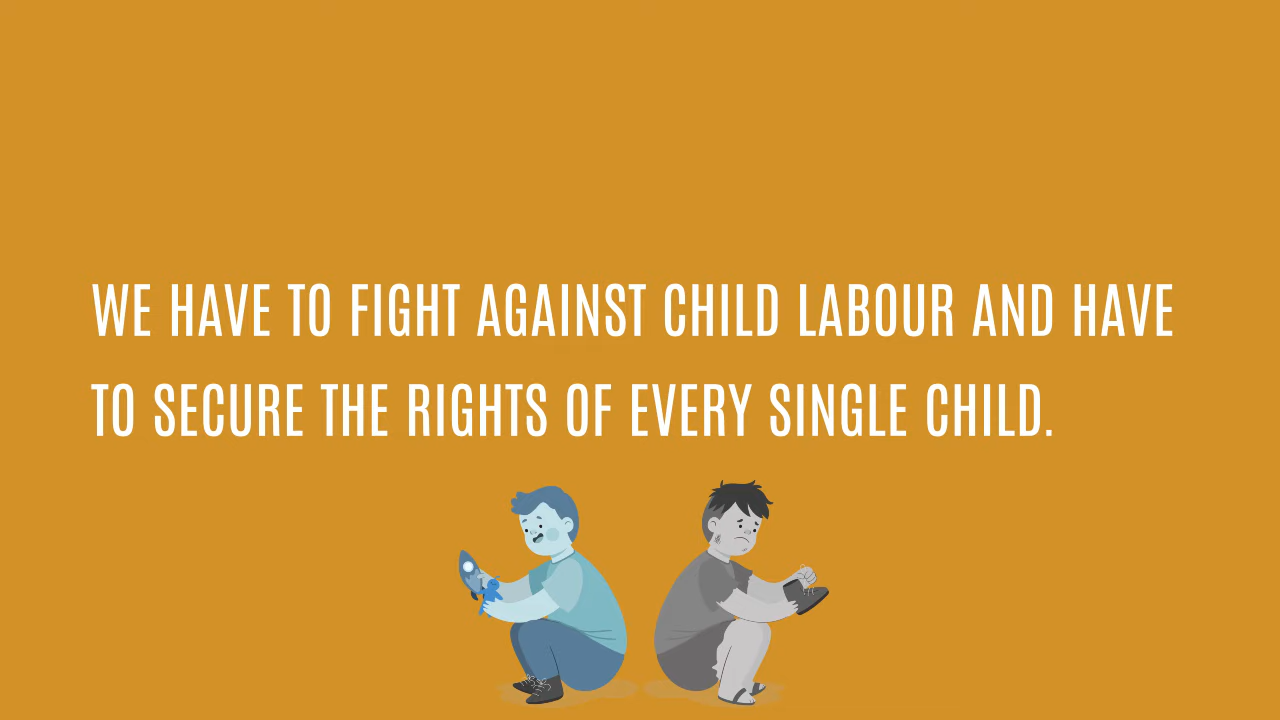 WE HAVE TO FIGHT AGAINST CHILD LABOUR AND HAVE
TO SECURE THE RIGHTS OF EVERY SINGLE CHILD.